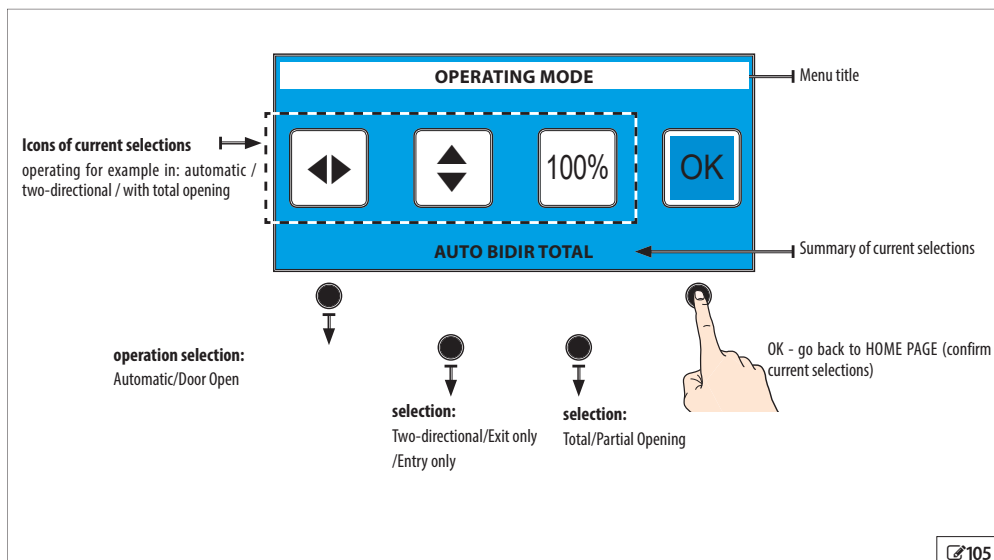 OPERATING MODE
Menu title
Icons of current selections
operating for example in: automatic /
two-directional / with total opening
100%
OK
AUTO BIDIR TOTAL
Summary of current selections
operation selection:
Automatic/Door Open
OK - go back to HOME PAGE (confirm
current selections)
selection:
Two-directional/Exit only
/Entry only
selection:
Total/Partial Opening
105